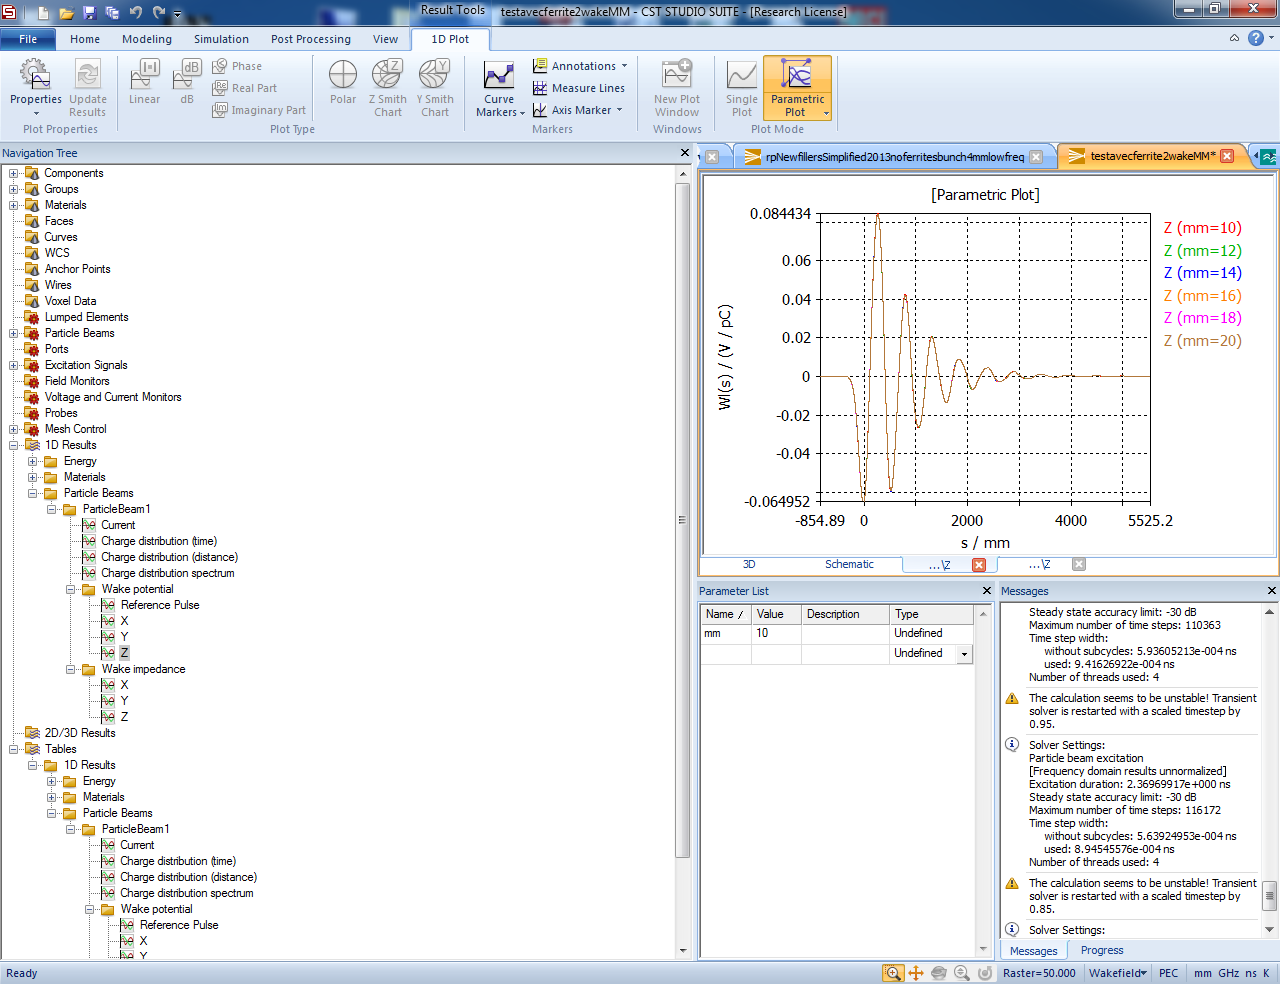 Result Tools
testavecferrite2wakeMM - CST STUDIO SUITE - [Research License]
File Home Modeling Simulation Post Processing View 1D Plot
Properties
Update Results
Plot Properties
Linear
dB
Phase
Real Part
Imaginary Part
Plot Type
Polar
Z Smith Chart
Y Smith Chart
Curve Markers
Annotations
Measure Lines
Axis Marker
Markers
New Plot Window
Windows
Single Plot
Parametric Plot
Plot Mode
Navigation Tree
Components
Groups
Materials
Faces
Curves
WCS
Anchor Points
Wires
Voxel Data
Lumped Elements
Particle Beams
Ports
Excitation Signals
Field Monitors
Voltage and Current Monitors
Probes
Mesh Control
1D Results
Energy
Materials
Particle Beams
ParticleBeam1
Current
Charge distribution (time)
Charge distribution (distance)
Charge distribution spectrum
Wake potential
Reference Pulse
X
Y
Z
Wake impedance
X
Y
Z
2D/3D Results
Tables
1D Results
Energy
Materials
Particle Beams
ParticleBeam1
Current
Charge distribution (time)
Charge distribution (distance)
Charge distribution spectrum
Wake potential
Reference Pulse
X
Y
rpNewfillersSimplified2013noferritesbunch4mmlowfreq
testavecferrite2wakeMM*
[Parametric Plot]
0.084434
0.06
0.04
0.02
0
-0.02
-0.04
-0.064952
Wl(s) / (V / pC)
-854.89 0 2000 4000 5525.2
s / mm
Z (mm=10)
Z (mm=12)
Z (mm=14)
Z (mm=16)
Z (mm=18)
Z (mm=20)
3D Schematic ...\Z ...\Z
Parameter List
Name Value Description Type
mm 10 Undefined
Undefined
Messages
Steady state accuracy limit: -30 dB
Maximum number of time steps: 110363
Time step width:
without subcycles: 5.93605213e-004 ns
used: 9.41626922e-004 ns
Number of threads used: 4
The calculation seems to be unstable! Transient
solver is restarted with a scaled timestep by
0.95.
Solver Settings:
Particle beam excitation
[Frequency domain results unnormalized]
Excitation duration: 2.36969917e+000 ns
Steady state accuracy limit: -30 dB
Maximum number of time steps: 116172
Time step width:
without subcycles: 5.63924953e-004 ns
used: 8.94545576e-004 ns
Number of threads used: 4
The calculation seems to be unstable! Transient
solver is restarted with a scaled timestep by
0.85.
Solver Settings:
Messages Progress
Ready
Raster=50.000 Wakefield PEC mm GHz ns K